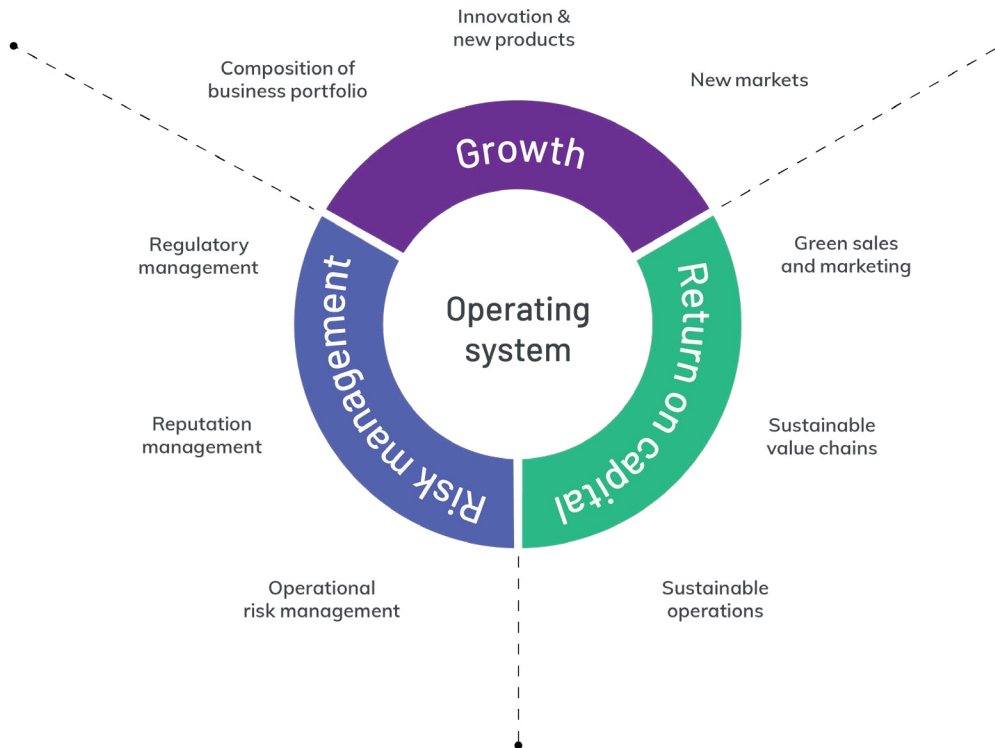 Innovation &
new products
Composition of
business portfolio
New markets
Growth
Regulatory
management
Green sales
and marketing
Risk management
Operating
system
Return on capital
Reputation
management
Sustainable
value chains
Operational
risk management
Sustainable
operations